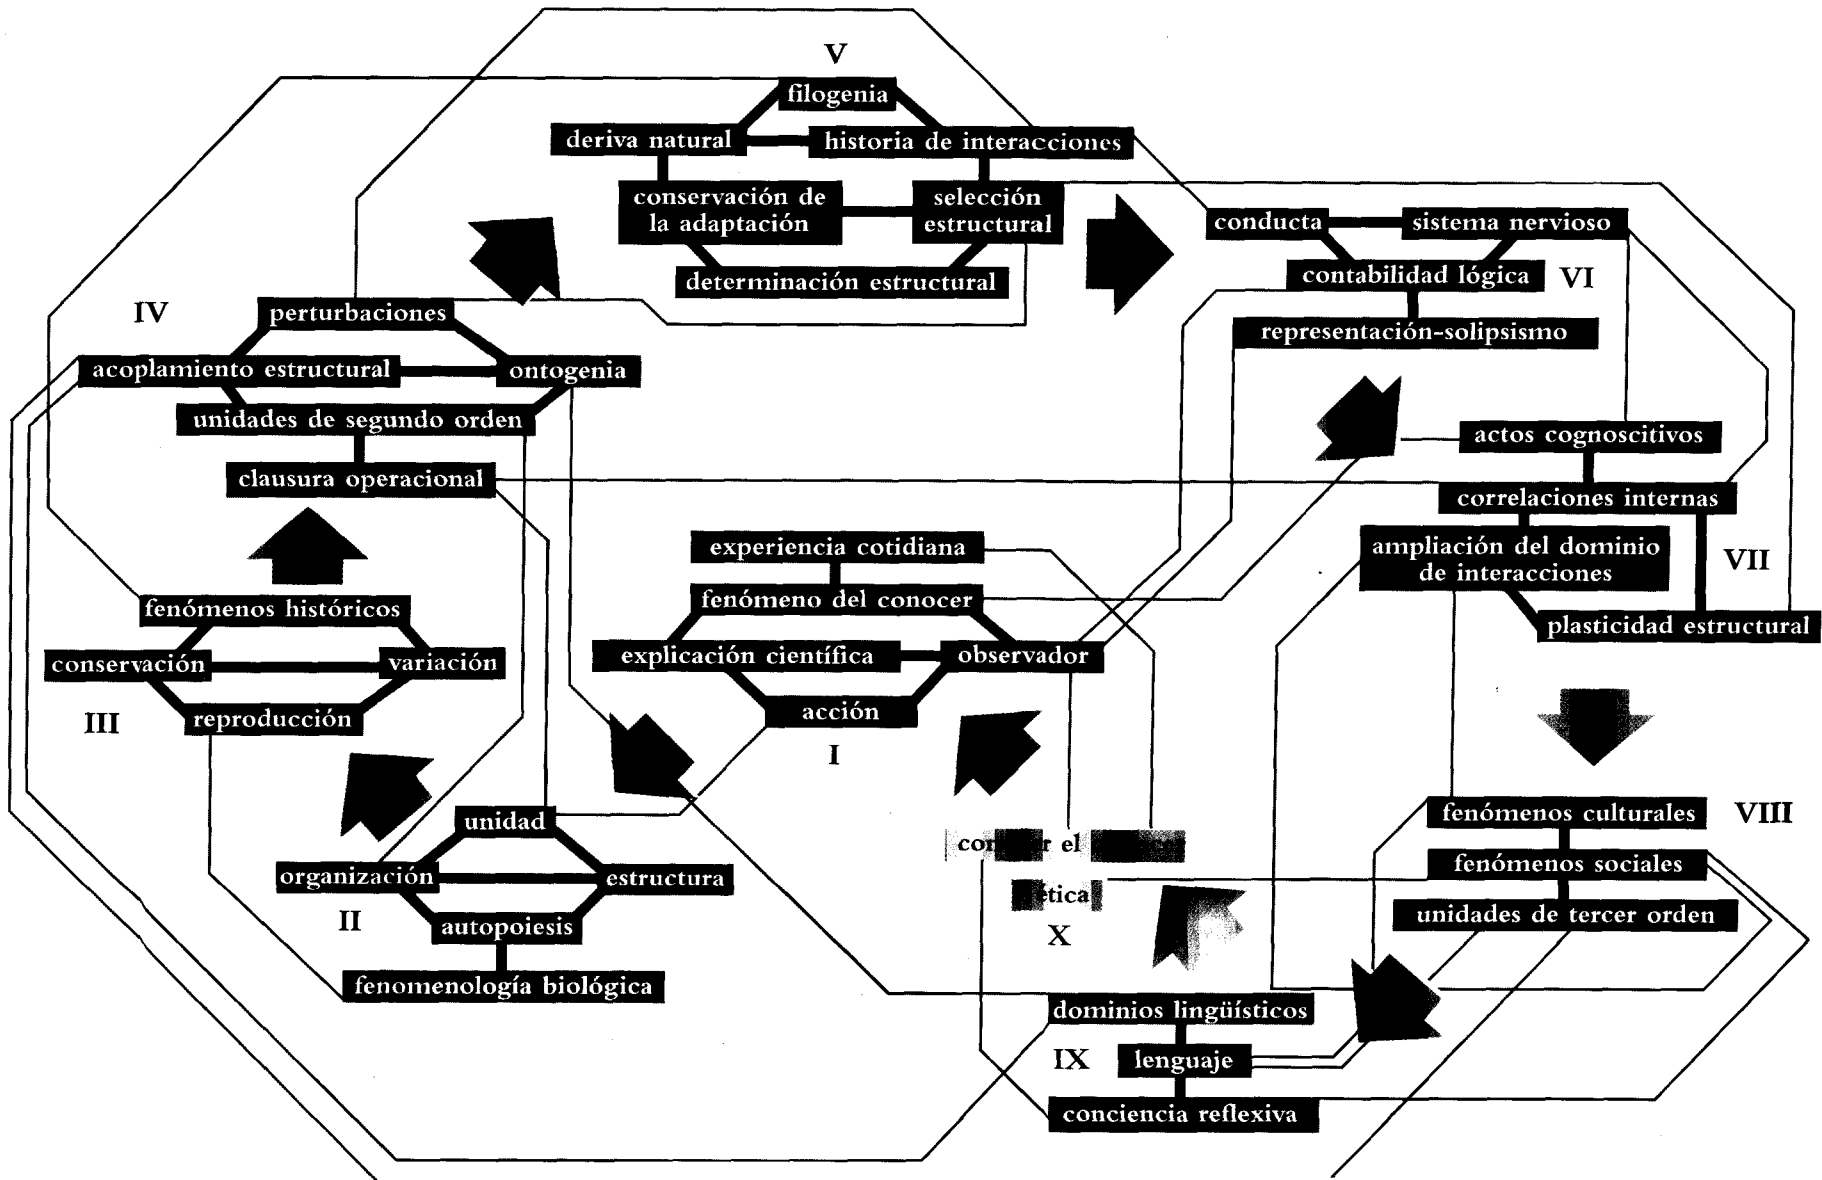 V
filogenia
deriva natural
historia de interacciones
conservación de
la adaptación
selección
estructural
determinación estructural
conducta
sistema nervioso
contabilidad lógica
VI
representación-solipsismo
IV
perturbaciones
acoplamiento estructural
ontogenia
unidades de segundo orden
clausura operacional
actos cognoscitivos
correlaciones internas
ampliación del dominio
de interacciones
VII
plasticidad estructural
experiencia cotidiana
fenómeno del conocer
explicación científica
observador
acción
I
fenómenos históricos
conservación
variación
reproducción
III
unidad
organización
estructura
II
autopoiesis
fenomenología biológica
fenómenos culturales
VIII
fenómenos sociales
unidades de tercer orden
el
ética
X
dominios lingüísticos
IX
lenguaje
conciencia reflexiva